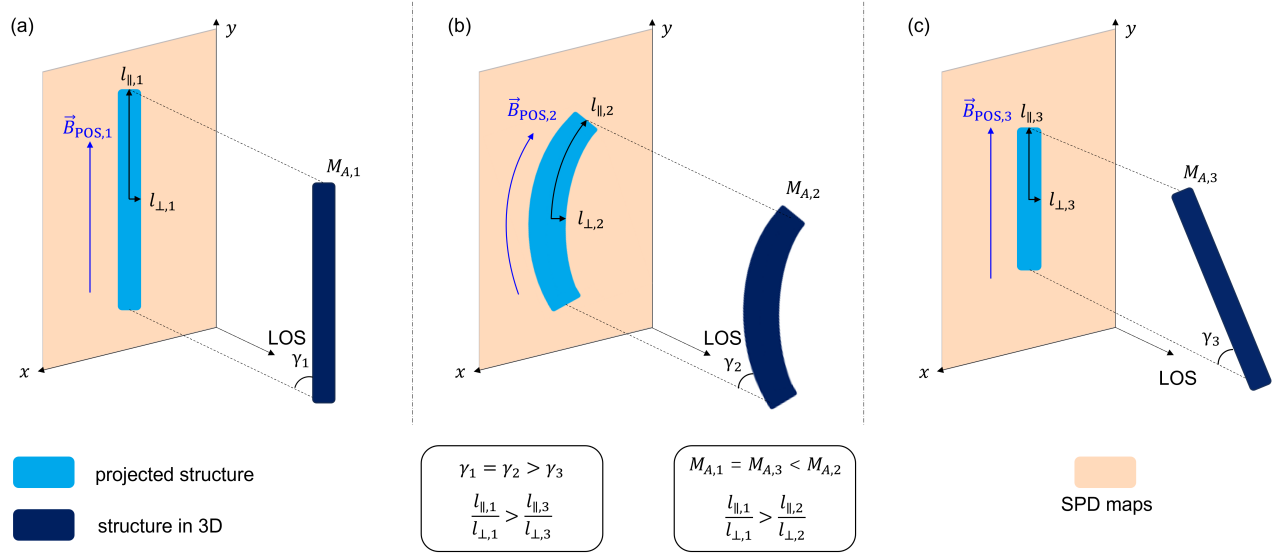 (a)
y
l∥,1
B⃗POS,1
MA,1
l⊥,1
LOS
γ1
x
(b)
y
l∥,2
B⃗POS,2
MA,2
l⊥,2
LOS
γ2
x
(c)
y
B⃗POS,3
l∥,3
MA,3
l⊥,3
γ3
LOS
x
projected structure
structure in 3D
γ1 = γ2 > γ3
l∥,1/l⊥,1 > l∥,3/l⊥,3
MA,1 = MA,3 < MA,2
l∥,1/l⊥,1 > l∥,2/l⊥,2
SPD maps